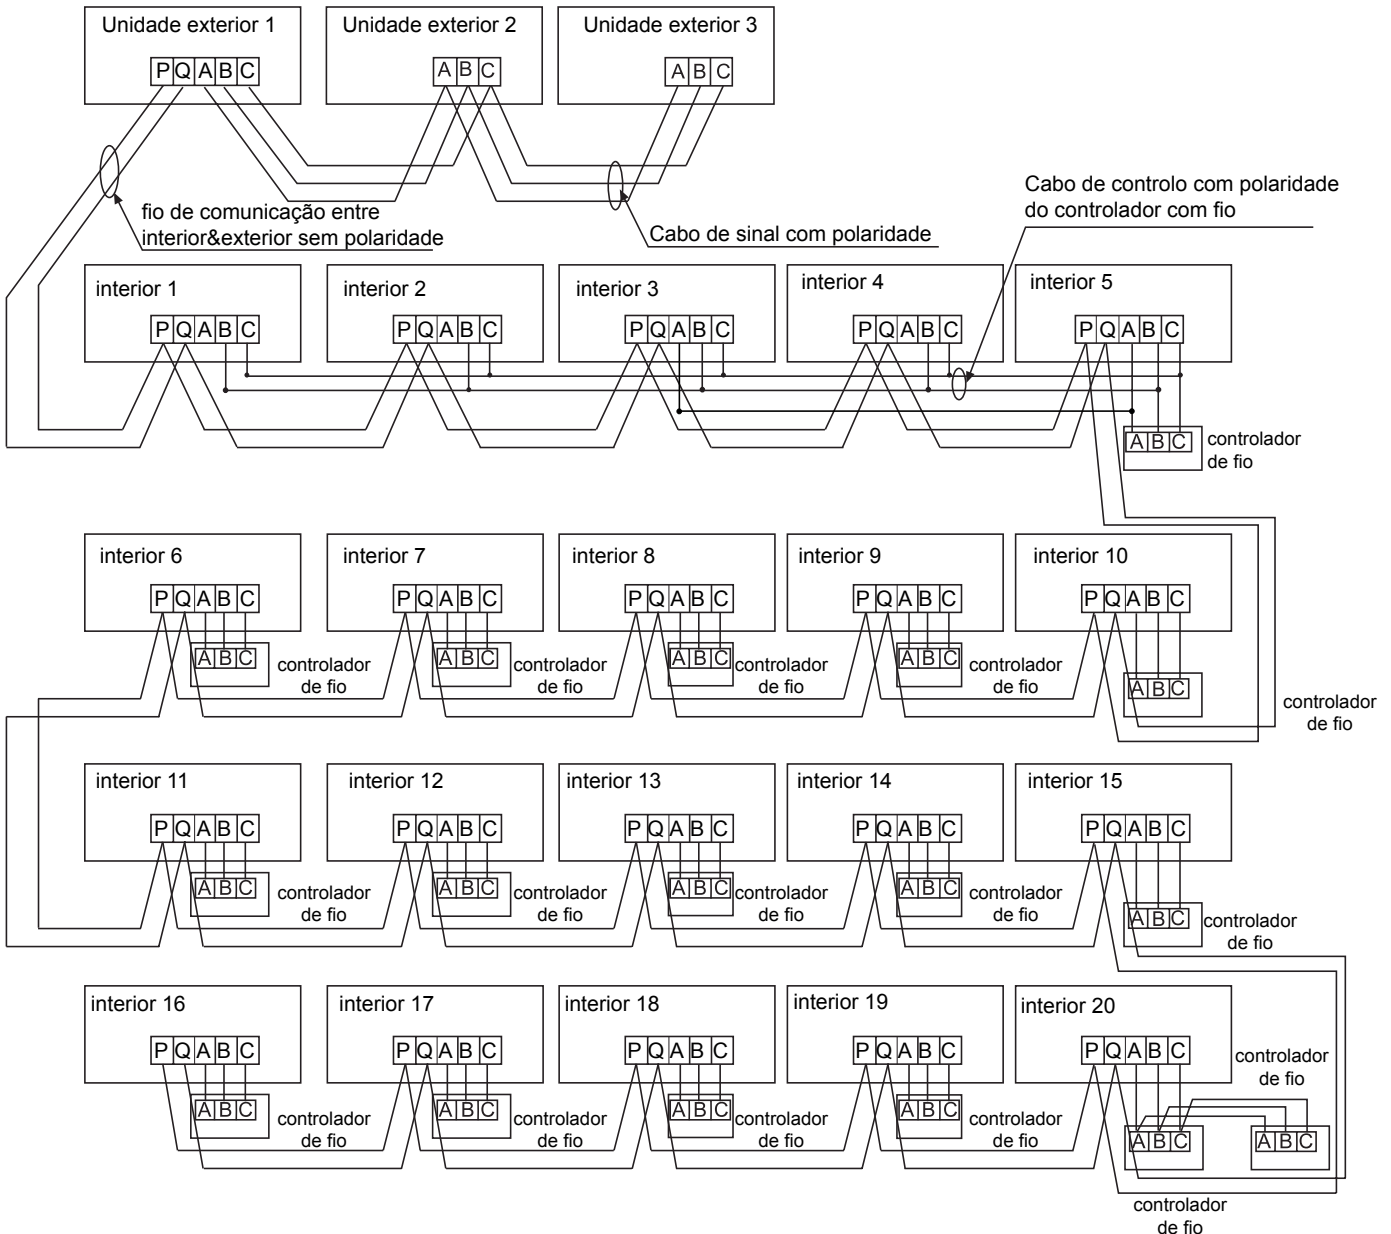 Unidade exterior 1
Unidade exterior 2
Unidade exterior 3
P Q A B C
A B C
A B C
fio de comunicação entre
interior&exterior sem polaridade
Cabo de sinal com polaridade
Cabo de controlo com polaridade
do controlador com fio
interior 1
interior 2
interior 3
interior 4
interior 5
P Q A B C
P Q A B C
P Q A B C
P Q A B C
P Q A B C
A B C
controlador
de fio
interior 6
interior 7
interior 8
interior 9
interior 10
P Q A B C
P Q A B C
P Q A B C
P Q A B C
P Q A B C
A B C
controlador
de fio
A B C
controlador
de fio
A B C
controlador
de fio
A B C
controlador
de fio
A B C
controlador
de fio
interior 11
interior 12
interior 13
interior 14
interior 15
P Q A B C
P Q A B C
P Q A B C
P Q A B C
P Q A B C
A B C
controlador
de fio
A B C
controlador
de fio
A B C
controlador
de fio
A B C
controlador
de fio
A B C
controlador
de fio
interior 16
interior 17
interior 18
interior 19
interior 20
P Q A B C
P Q A B C
P Q A B C
P Q A B C
P Q A B C
A B C
controlador
de fio
A B C
controlador
de fio
A B C
controlador
de fio
A B C
controlador
de fio
controlador
de fio
A B C
A B C
controlador
de fio